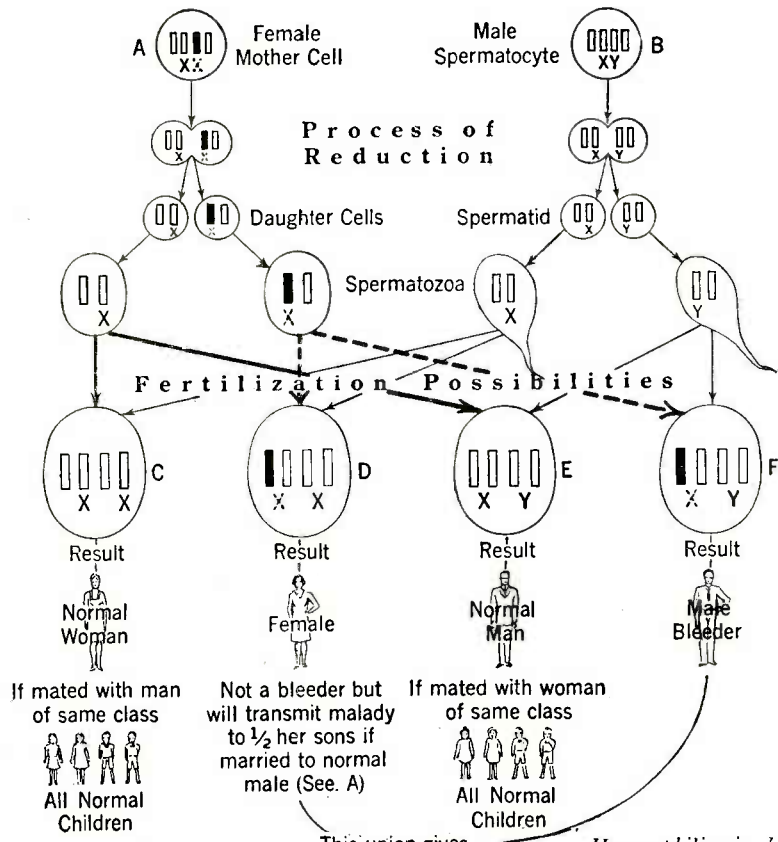 A
Female
Mother Cell
XX
Male
Spermatocyte
B
XY
X X
Process of
Reduction
X Y
X X
Daughter Cells
Spermatid
X Y
X
X
Spermatozoa
X
Y
Fertilization Possibilities
X X C
X X D
X Y E
X Y F
Result
Result
Result
Result
Normal
Woman
Female
Normal
Man
Male
Bleeder
If mated with man
of same class
All Normal
Children
Not a bleeder but
will transmit malady
to ½ her sons if
married to normal
male (See. A)
If mated with woman
of same class
All Normal
Children
This union gives